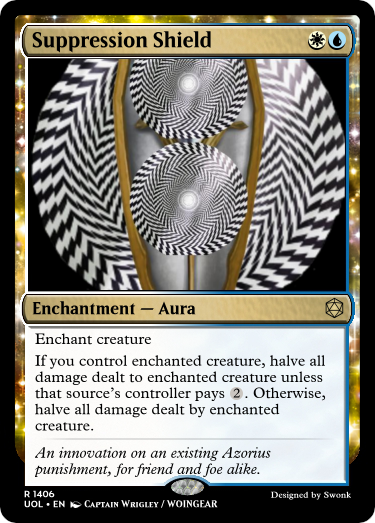 Suppression Shield
Enchantment — Aura
Enchant creature
If you control enchanted creature, halve all
damage dealt to enchanted creature unless
that source's controller pays 2. Otherwise,
halve all damage dealt by enchanted
creature.
An innovation on an existing Azorius
punishment, for friend and foe alike.
R 1406
UOL • EN Captain Wrigley / WOINGEAR
Designed by Swonk